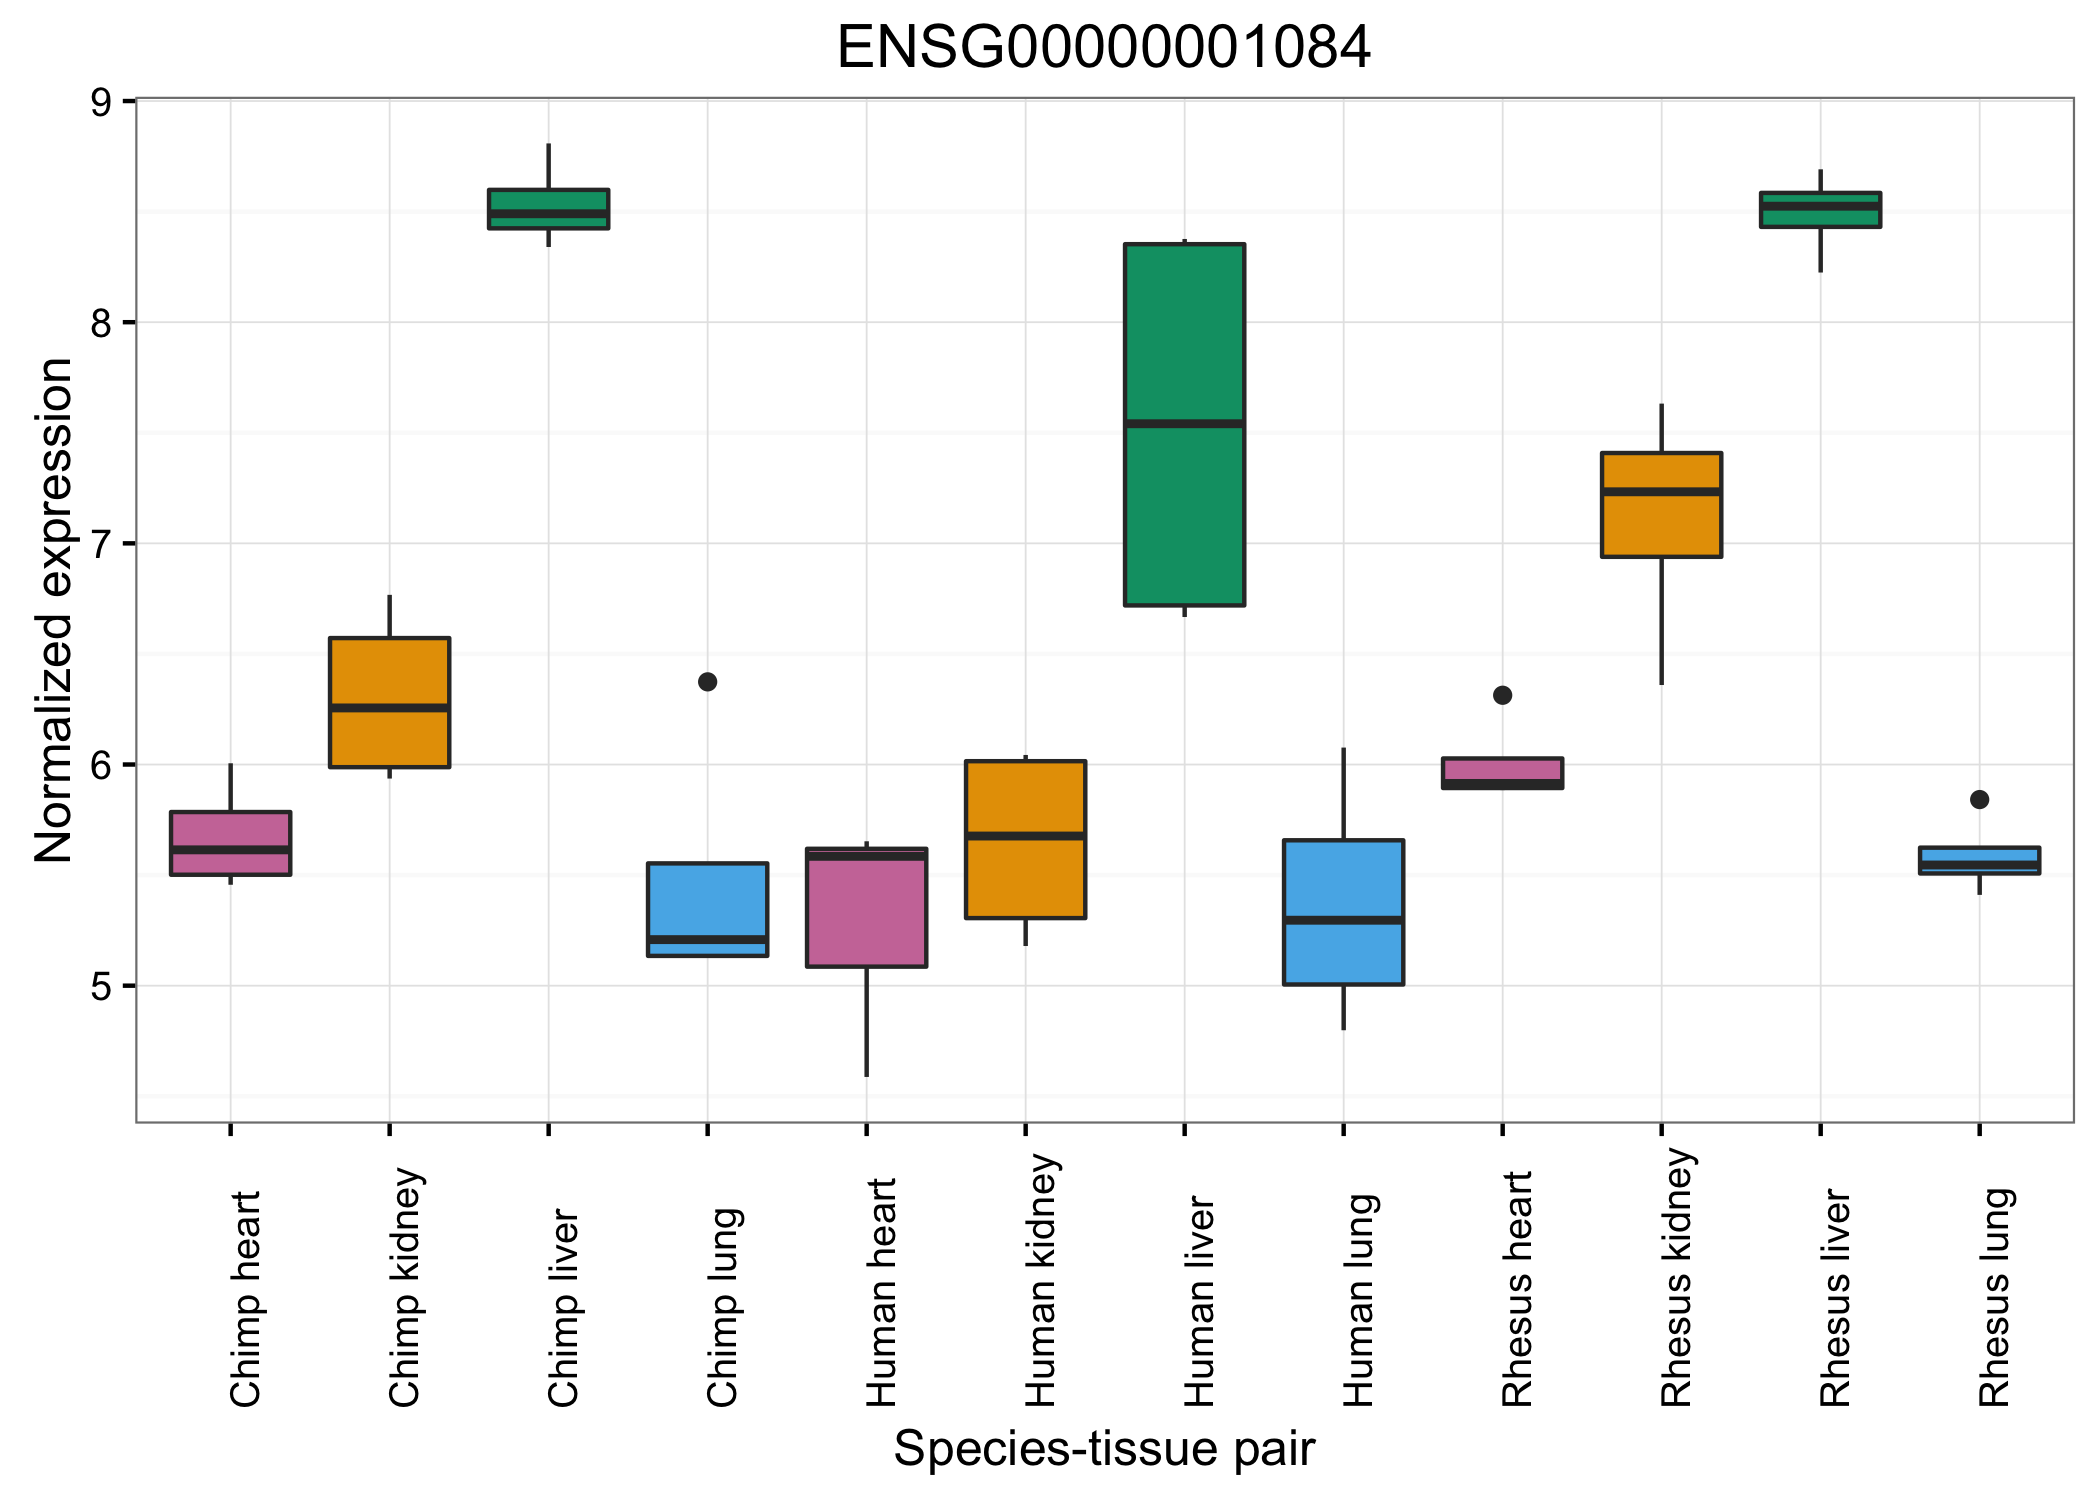 ENSG00000001084
Normalized expression
9
8
7
6
5
Chimp heart
Chimp kidney
Chimp liver
Chimp lung
Human heart
Human kidney
Human liver
Human lung
Rhesus heart
Rhesus kidney
Rhesus liver
Rhesus lung
Species-tissue pair